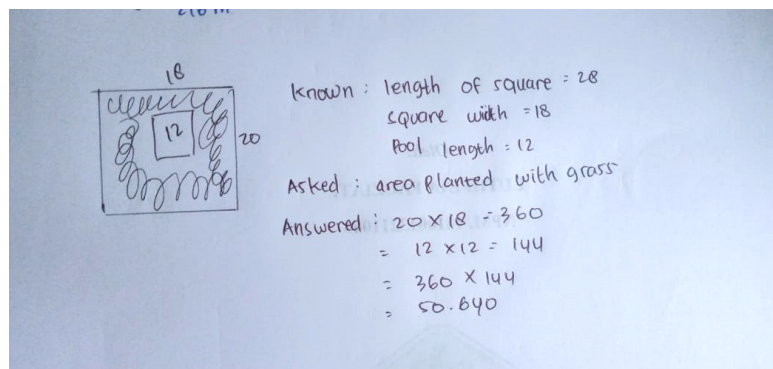 18
12
20
Known : length of square = 28
square width = 18
Pool length = 12
Asked : area planted with grass
Answered : 20 x 18 = 360
= 12 x 12 = 144
= 360 x 144
= 50.640